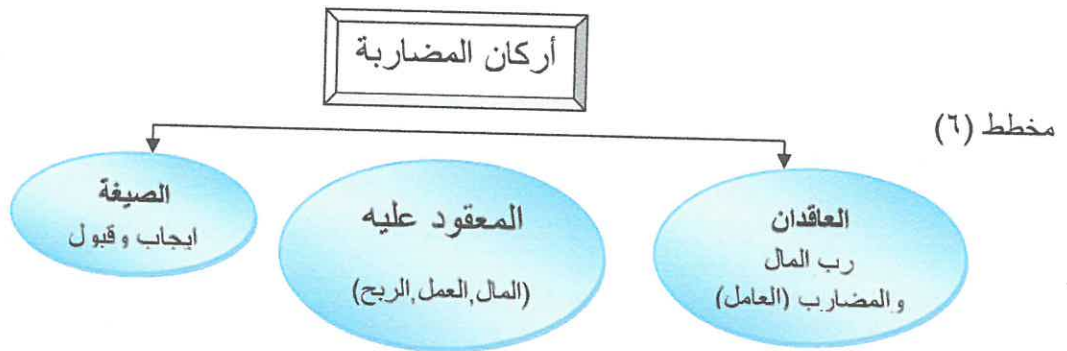 أركان المضاربة
مخطط (٦)
العاقدان
رب المال
والمضارب (العامل)
المعقود عليه
(المال,العمل,الربح)
الصيغة
ايجاب وقبول